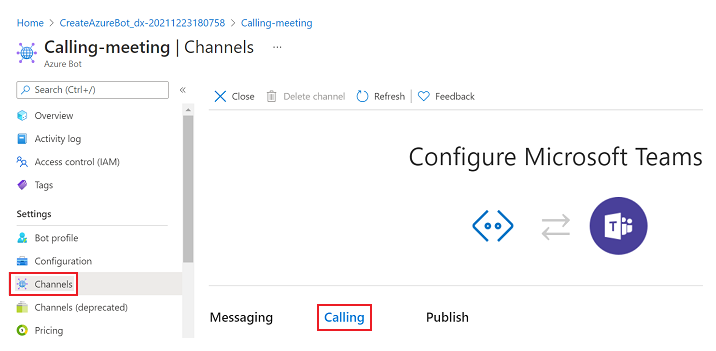 Home > CreateAzureBot_dx-20211223180758 > Calling-meeting
Calling-meeting | Channels ...
Azure Bot
Search (Ctrl+/) «
Close Delete channel Refresh Feedback
Overview
Activity log
Access control (IAM)
Tags
Settings
Bot profile
Configuration
Channels
Channels (deprecated)
Pricing
Configure Microsoft Teams
T
Messaging Calling Publish